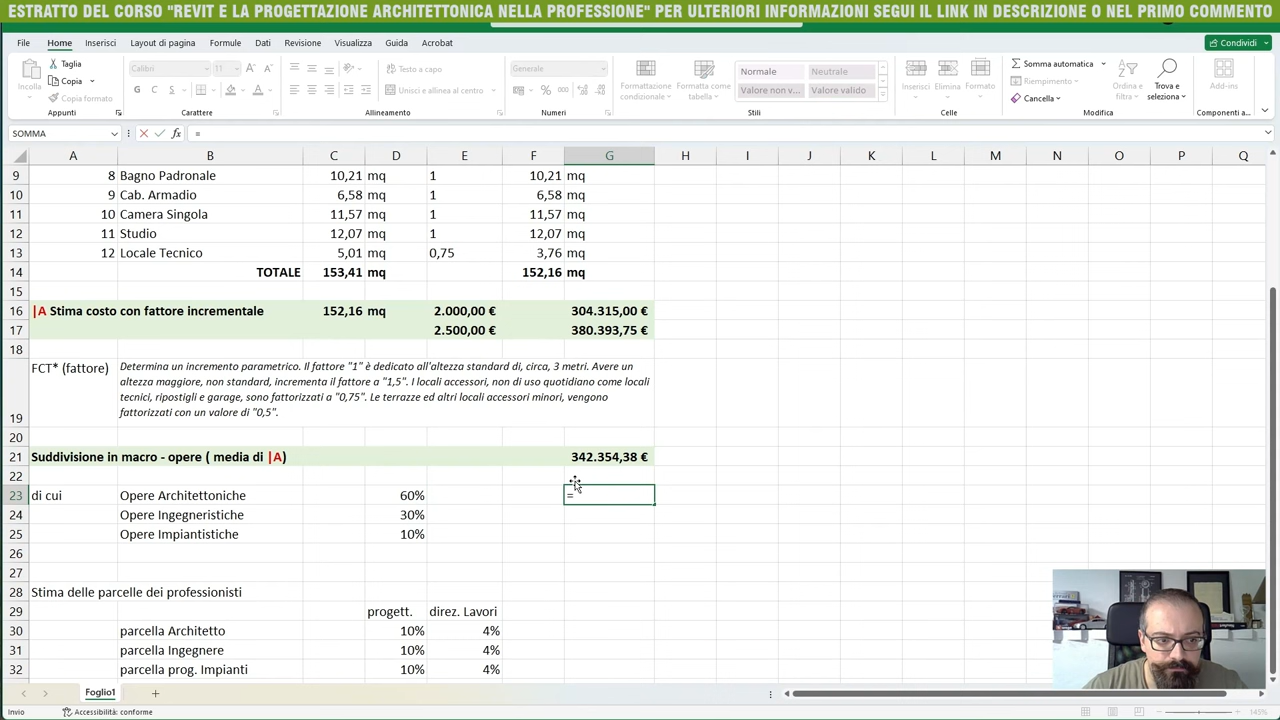 ESTRATTO DEL CORSO "REVIT E LA PROGETTAZIONE ARCHITETTONICA NELLA PROFESSIONE" PER ULTERIORI INFORMAZIONI SEGUI IL LINK IN DESCRIZIONE O NEL PRIMO COMMENTO
File Home Inserisci Layout di pagina Formule Dati Revisione Visualizza Guida Acrobat Condividi
Taglia
Copia
Copia formato
Incolla
Appunti
Calibri 11
G C S
Carattere
Testo a capo
Unisci e allinea al centro
Allineamento
Generale
% 000
Numeri
Formattazione condizionale
Formatta come tabella
Normale Neutrale
Valore non v... Valore valido
Stili
Inserisci Elimina Formato
Celle
Somma automatica
Riempimento
Cancella
Ordina e filtra
Trova e seleziona
Modifica
Add-ins
Componenti a...
SOMMA fx =
A B C D E F G H I J K L M N O P Q
9 8 Bagno Padronale 10,21 mq 1 10,21 mq
10 9 Cab. Armadio 6,58 mq 1 6,58 mq
11 10 Camera Singola 11,57 mq 1 11,57 mq
12 11 Studio 12,07 mq 1 12,07 mq
13 12 Locale Tecnico 5,01 mq 0,75 3,76 mq
14 TOTALE 153,41 mq 152,16 mq
15
16 |A Stima costo con fattore incrementale 152,16 mq 2.000,00 € 304.315,00 €
17 2.500,00 € 380.393,75 €
18
FCT* (fattore) Determina un incremento parametrico. Il fattore "1" è dedicato all'altezza standard di, circa, 3 metri. Avere un
altezza maggiore, non standard, incrementa il fattore a "1,5". I locali accessori, non di uso quotidiano come locali
tecnici, ripostigli e garage, sono fattorizzati a "0,75". Le terrazze ed altri locali accessori minori, vengono
19 fattorizzati con un valore di "0,5".
20
21 Suddivisione in macro - opere ( media di |A) 342.354,38 €
22
23 di cui Opere Architettoniche 60% =
24 Opere Ingegneristiche 30%
25 Opere Impiantistiche 10%
26
27
28 Stima delle parcelle dei professionisti
29 progett. direz. Lavori
30 parcella Architetto 10% 4%
31 parcella Ingegnere 10% 4%
32 parcella prog. Impianti 10% 4%
Foglio1
Invio Accessibilità: conforme 145%